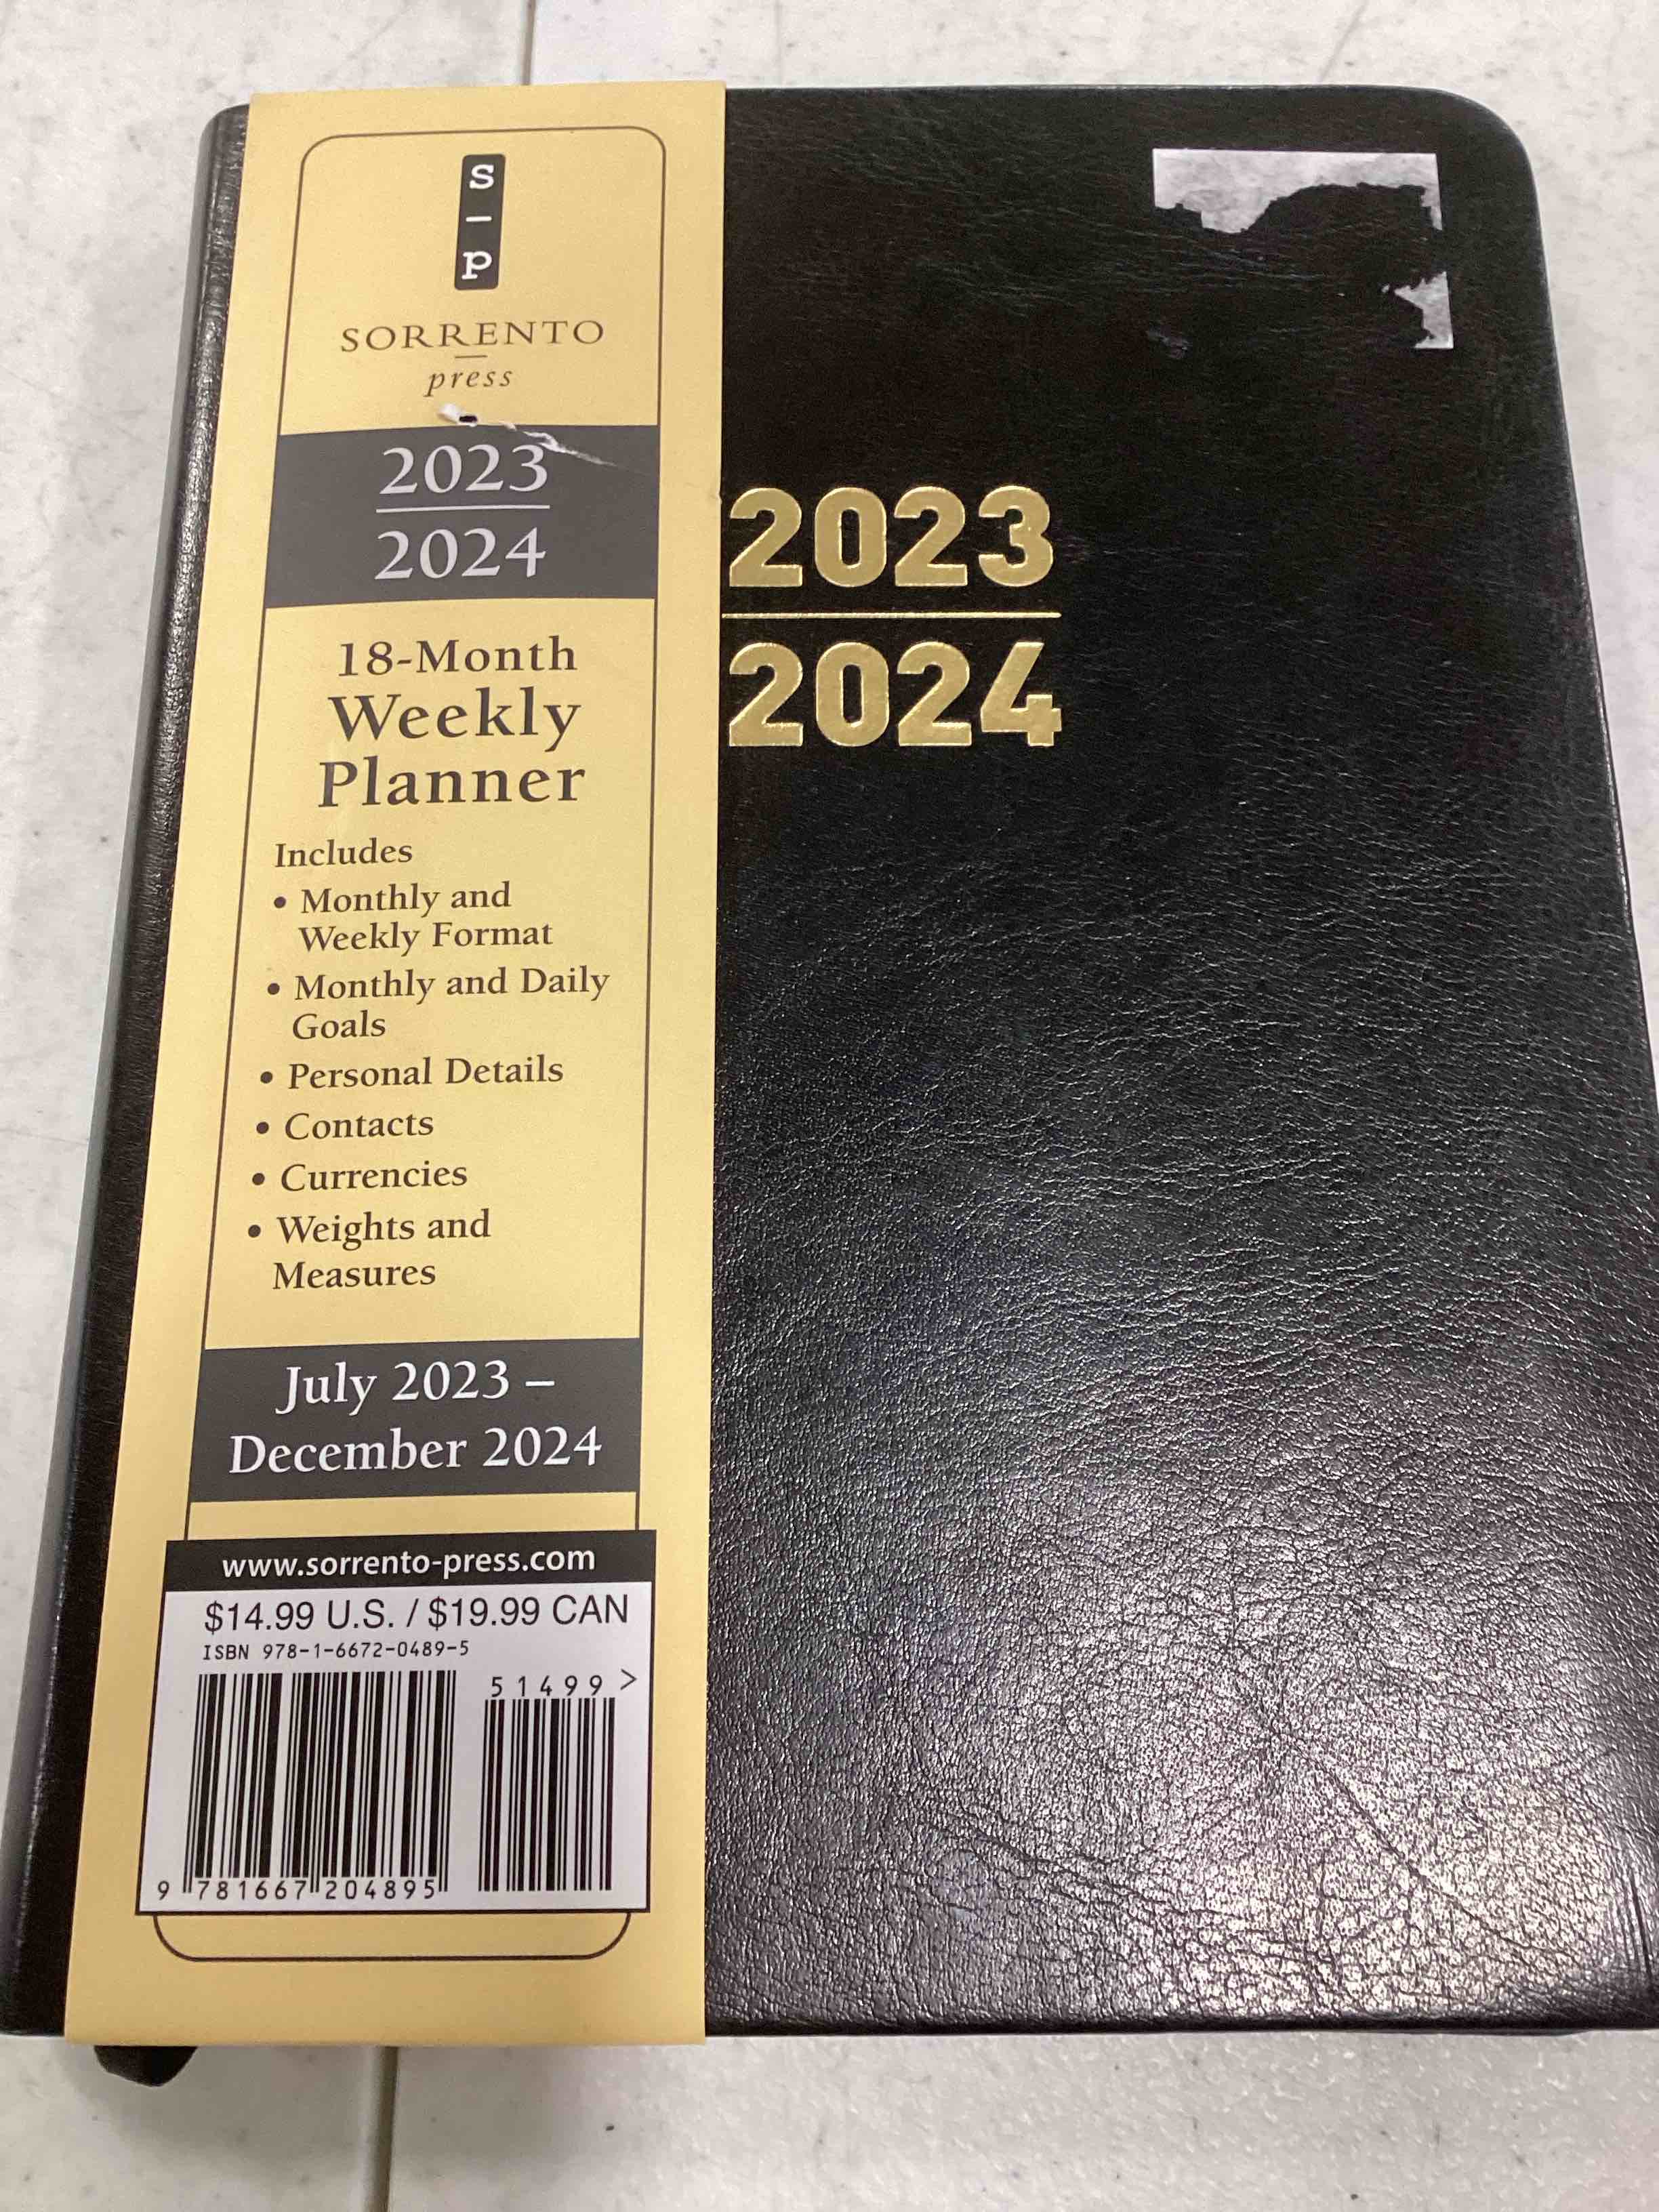 s
p
SORRENTO
press
2023
2024
18-Month
Weekly
Planner
Includes
• Monthly and
Weekly Format
• Monthly and Daily
Goals
• Personal Details
• Contacts
• Currencies
• Weights and
Measures
July 2023 –
December 2024
www.sorrento-press.com
$14.99 U.S. / $19.99 CAN
ISBN 978-1-6672-0489-5
51499>
9 781667 204895
2023
2024